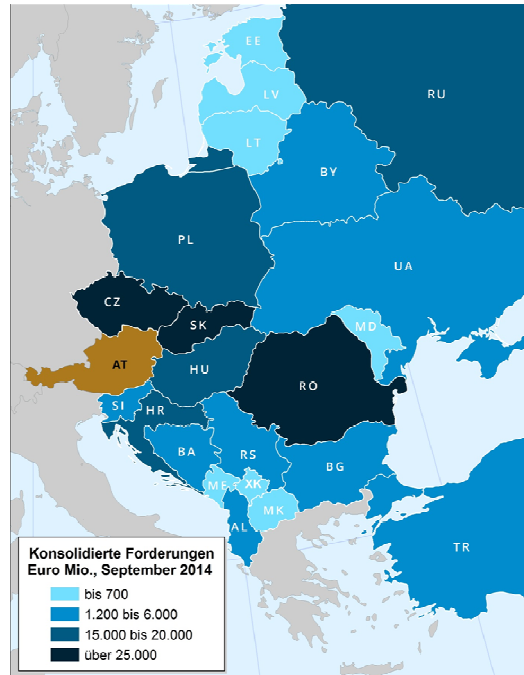 EE
LV
RU
LT
BY
PL
UA
CZ
SK
MD
AT
HU
RO
SI
HR
BA
RS
BG
ME
XK
MK
AL
TR
Konsolidierte Forderungen
Euro Mio., September 2014
bis 700
1.200 bis 6.000
15.000 bis 20.000
über 25.000